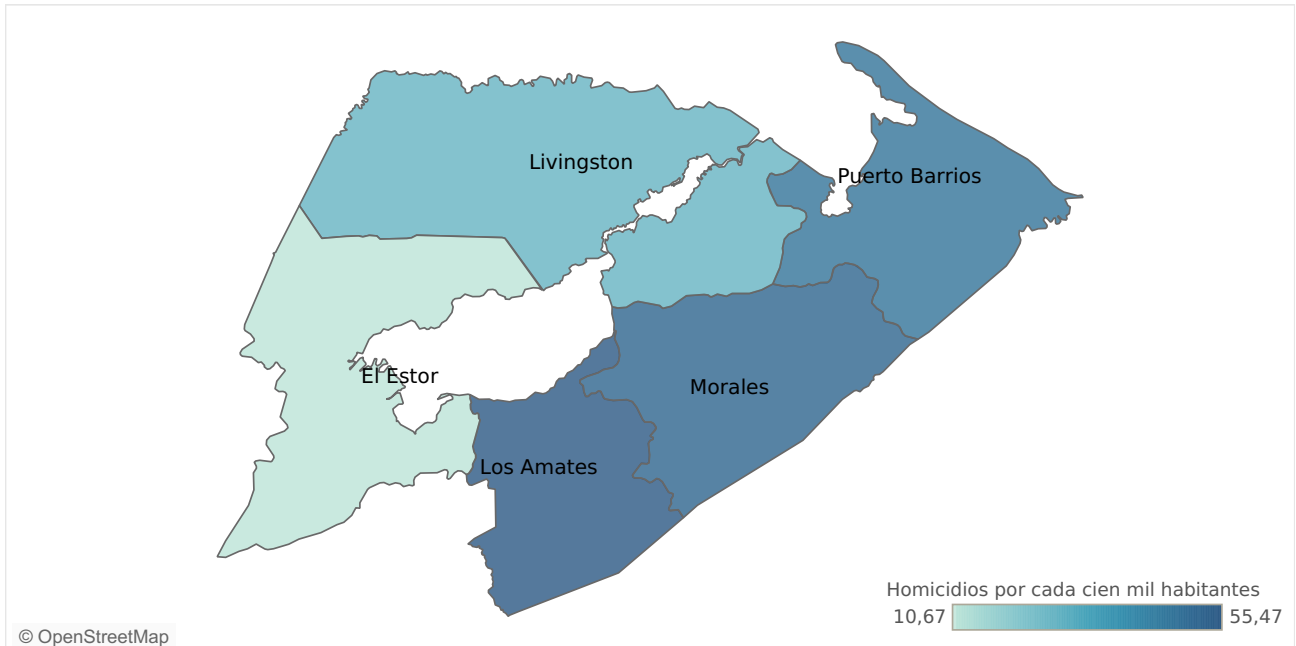 Livingston
Puerto Barrios
El Estor
Morales
Los Amates
Homicidios por cada cien mil habitantes
10,67
55,47
© OpenStreetMap